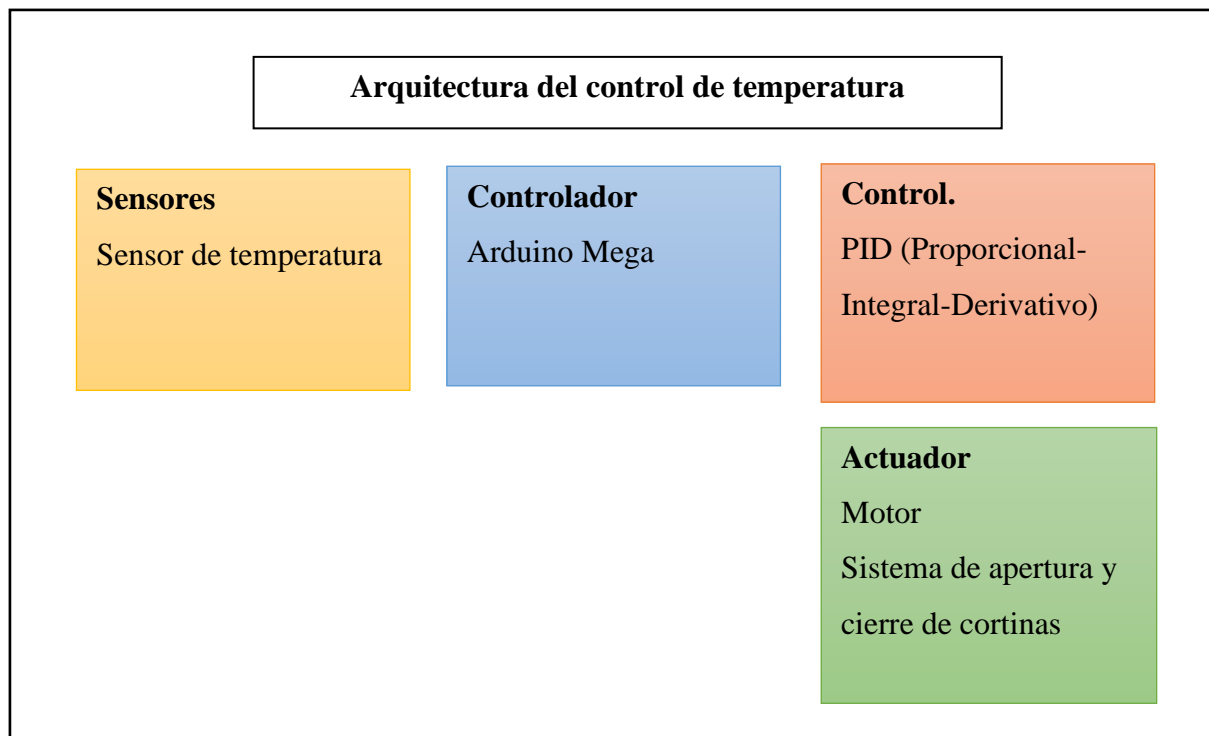 Arquitectura del control de temperatura
Sensores
Sensor de temperatura
Controlador
Arduino Mega
Control.
PID (Proporcional-
Integral-Derivativo)
Actuador
Motor
Sistema de apertura y
cierre de cortinas